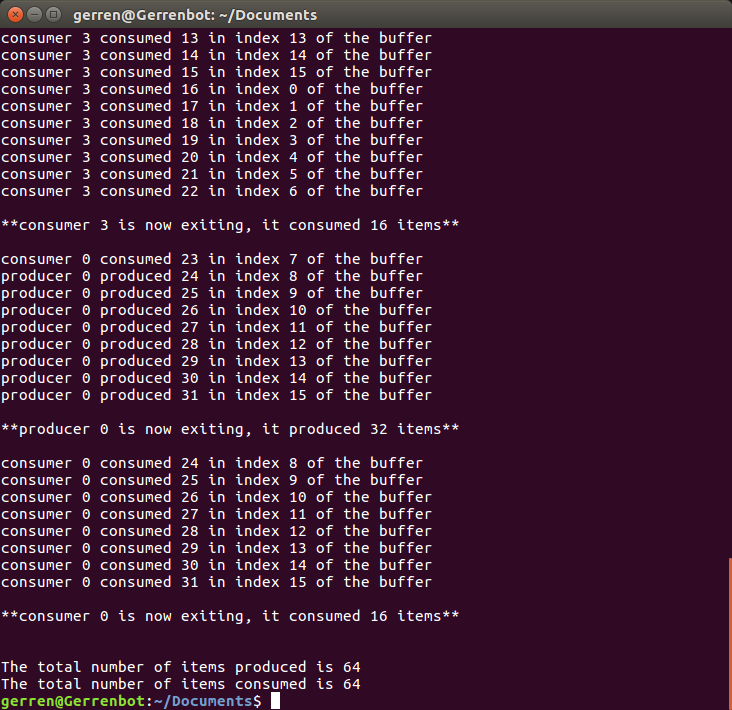 gerren@Gerrenbot: ~/Documents
consumer 3 consumed 13 in index 13 of the buffer
consumer 3 consumed 14 in index 14 of the buffer
consumer 3 consumed 15 in index 15 of the buffer
consumer 3 consumed 16 in index 0 of the buffer
consumer 3 consumed 17 in index 1 of the buffer
consumer 3 consumed 18 in index 2 of the buffer
consumer 3 consumed 19 in index 3 of the buffer
consumer 3 consumed 20 in index 4 of the buffer
consumer 3 consumed 21 in index 5 of the buffer
consumer 3 consumed 22 in index 6 of the buffer
**consumer 3 is now exiting, it consumed 16 items**
consumer 0 consumed 23 in index 7 of the buffer
producer 0 produced 24 in index 8 of the buffer
producer 0 produced 25 in index 9 of the buffer
producer 0 produced 26 in index 10 of the buffer
producer 0 produced 27 in index 11 of the buffer
producer 0 produced 28 in index 12 of the buffer
producer 0 produced 29 in index 13 of the buffer
producer 0 produced 30 in index 14 of the buffer
producer 0 produced 31 in index 15 of the buffer
**producer 0 is now exiting, it produced 32 items**
consumer 0 consumed 24 in index 8 of the buffer
consumer 0 consumed 25 in index 9 of the buffer
consumer 0 consumed 26 in index 10 of the buffer
consumer 0 consumed 27 in index 11 of the buffer
consumer 0 consumed 28 in index 12 of the buffer
consumer 0 consumed 29 in index 13 of the buffer
consumer 0 consumed 30 in index 14 of the buffer
consumer 0 consumed 31 in index 15 of the buffer
**consumer 0 is now exiting, it consumed 16 items**
The total number of items produced is 64
The total number of items consumed is 64
gerren@Gerrenbot:~/Documents$